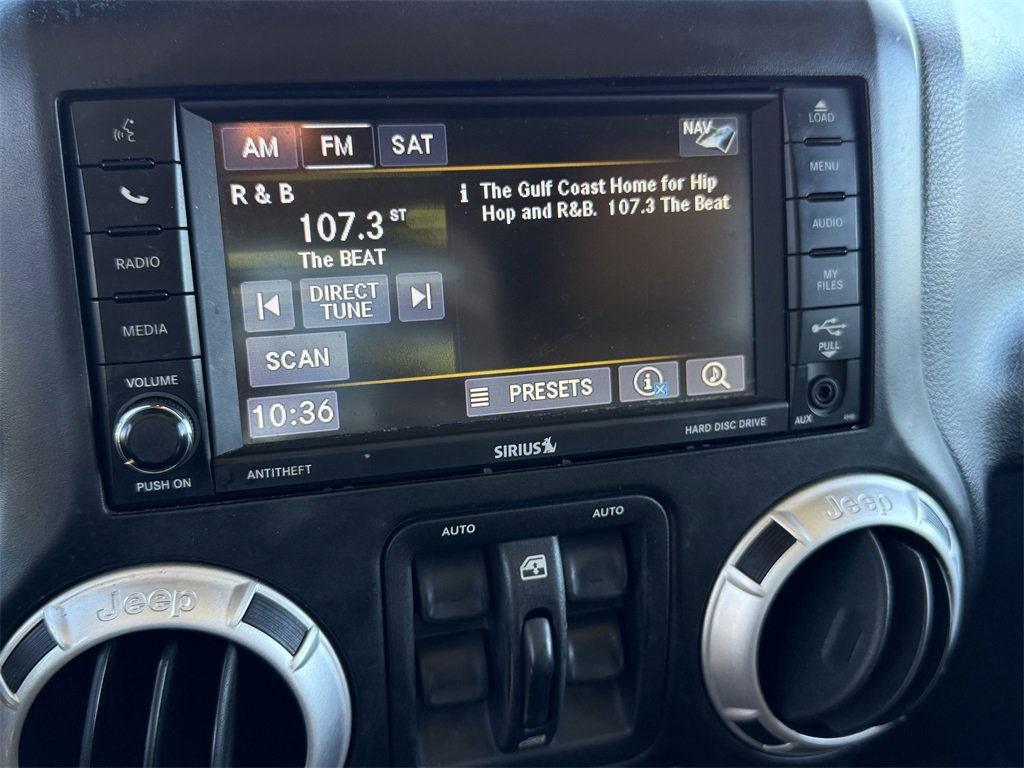 AM FM SAT NAV
R & B
107.3 ST
The BEAT
i The Gulf Coast Home for Hip
Hop and R&B. 107.3 The Beat
DIRECT
TUNE
SCAN
10:36
PRESETS
i
RADIO
MEDIA
VOLUME
PUSH ON
ANTITHEFT
SIRIUS
HARD DISC DRIVE
LOAD
MENU
AUDIO
MY
FILES
PULL
AUX RHB
AUTO AUTO
Jeep
Jeep